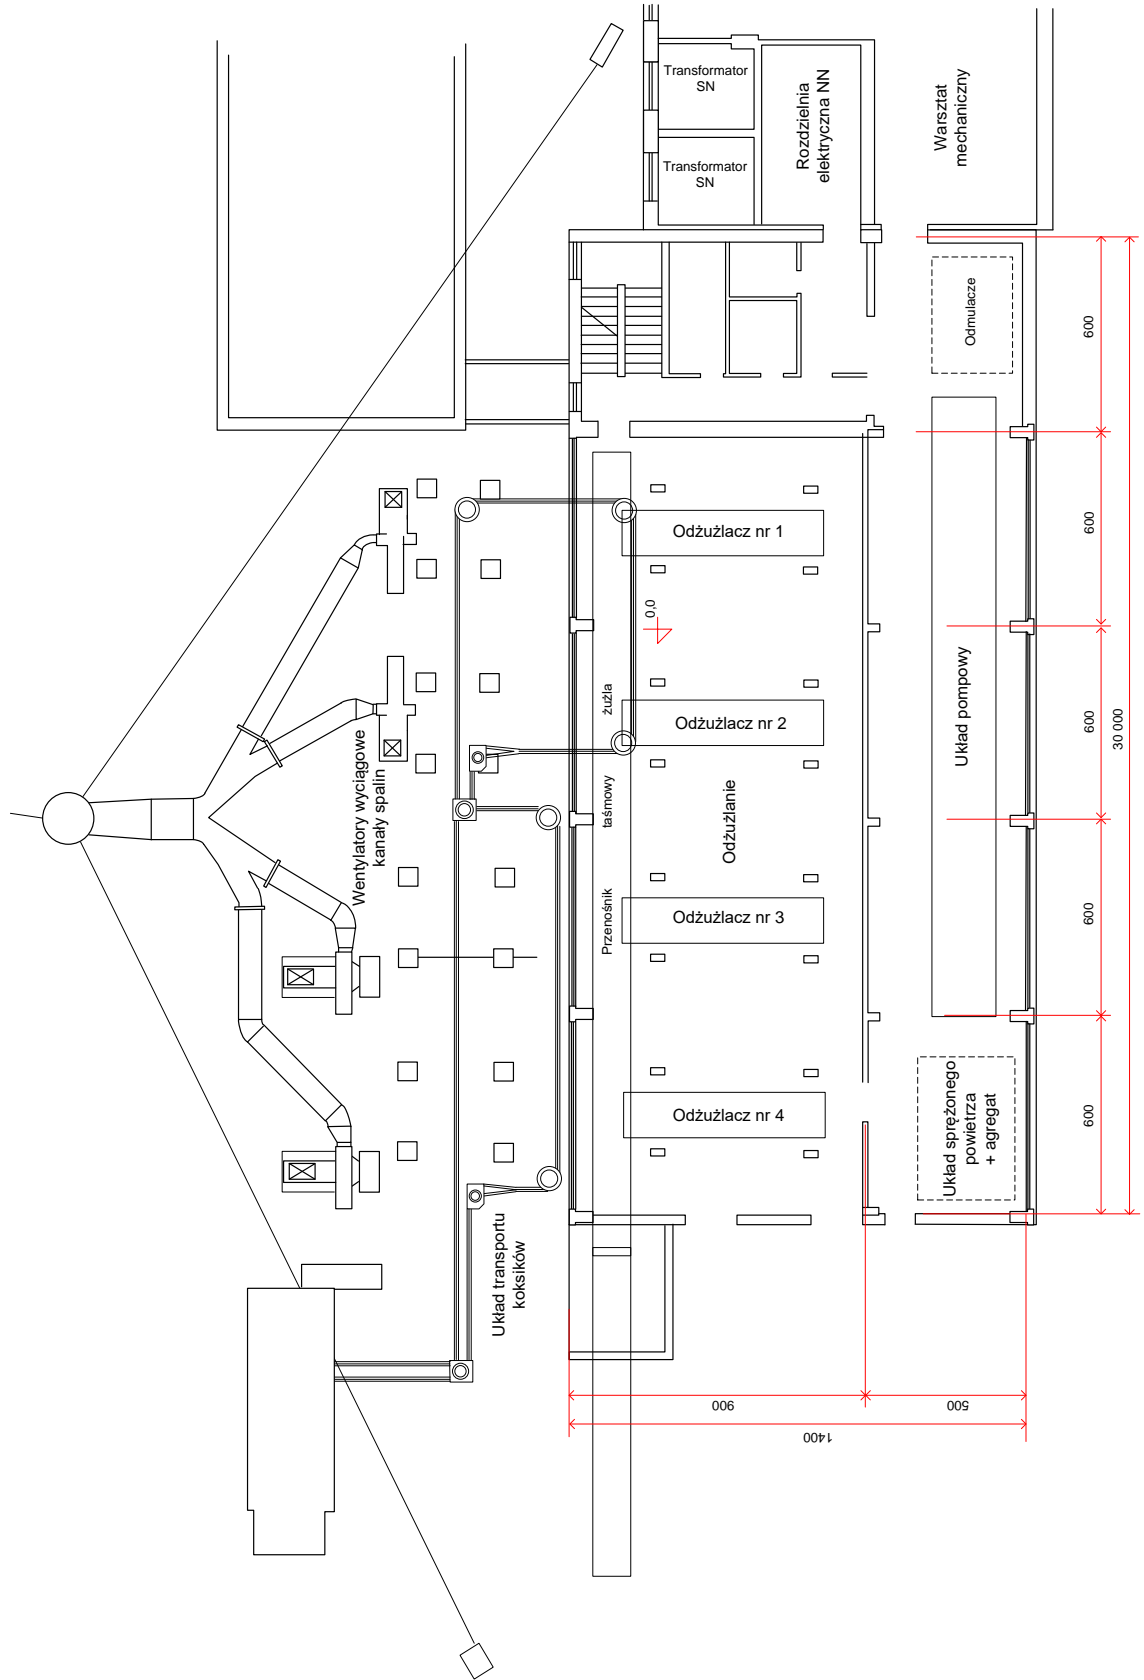 Transformator
SN
Transformator
SN
Rozdzielnia
elektryczna NN
Warsztat
mechaniczny
Odmulacze
600
Odżużlacz nr 1
0,0
600
Wentylatory wyciągowe
kanały spalin
Przenośnik taśmowy żużla
Odżużlacz nr 2
Odżużlanie
Układ pompowy
600
30 000
Odżużlacz nr 3
600
Odżużlacz nr 4
Układ sprężonego
powietrza
+ agregat
600
Układ transportu
koksików
900
500
1400